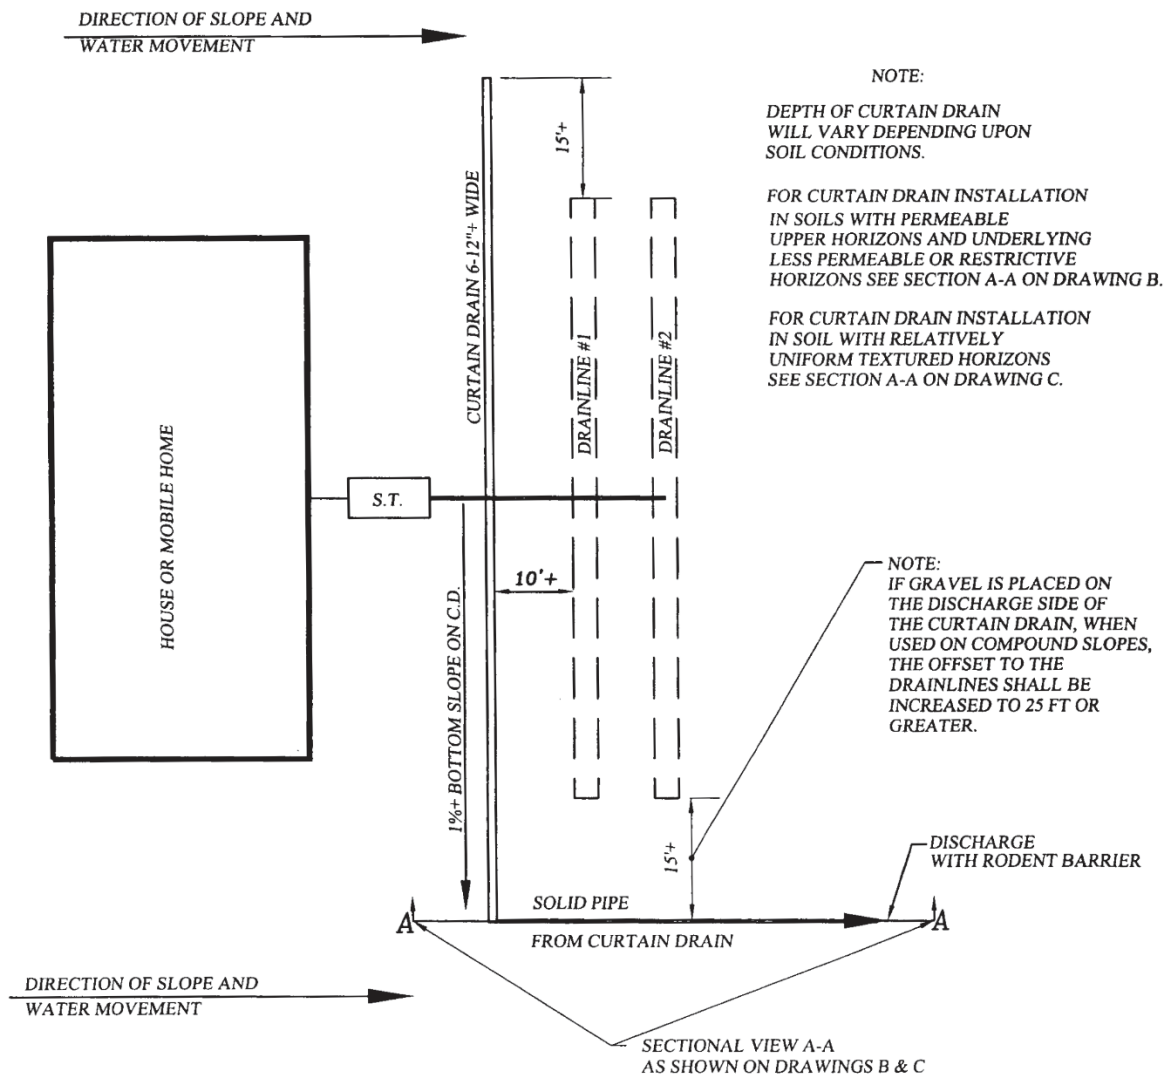 DIRECTION OF SLOPE AND
WATER MOVEMENT
NOTE:
DEPTH OF CURTAIN DRAIN
WILL VARY DEPENDING UPON
SOIL CONDITIONS.
FOR CURTAIN DRAIN INSTALLATION
IN SOILS WITH PERMEABLE
UPPER HORIZONS AND UNDERLYING
LESS PERMEABLE OR RESTRICTIVE
HORIZONS SEE SECTION A-A ON DRAWING B.
FOR CURTAIN DRAIN INSTALLATION
IN SOIL WITH RELATIVELY
UNIFORM TEXTURED HORIZONS
SEE SECTION A-A ON DRAWING C.
15'+
CURTAIN DRAIN 6-12"+ WIDE
DRAINLINE #1
DRAINLINE #2
HOUSE OR MOBILE HOME
S.T.
10'+
1%+ BOTTOM SLOPE ON C.D.
NOTE:
IF GRAVEL IS PLACED ON
THE DISCHARGE SIDE OF
THE CURTAIN DRAIN, WHEN
USED ON COMPOUND SLOPES,
THE OFFSET TO THE
DRAINLINES SHALL BE
INCREASED TO 25 FT OR
GREATER.
15'+
DISCHARGE
WITH RODENT BARRIER
SOLID PIPE
A
A
FROM CURTAIN DRAIN
DIRECTION OF SLOPE AND
WATER MOVEMENT
SECTIONAL VIEW A-A
AS SHOWN ON DRAWINGS B & C